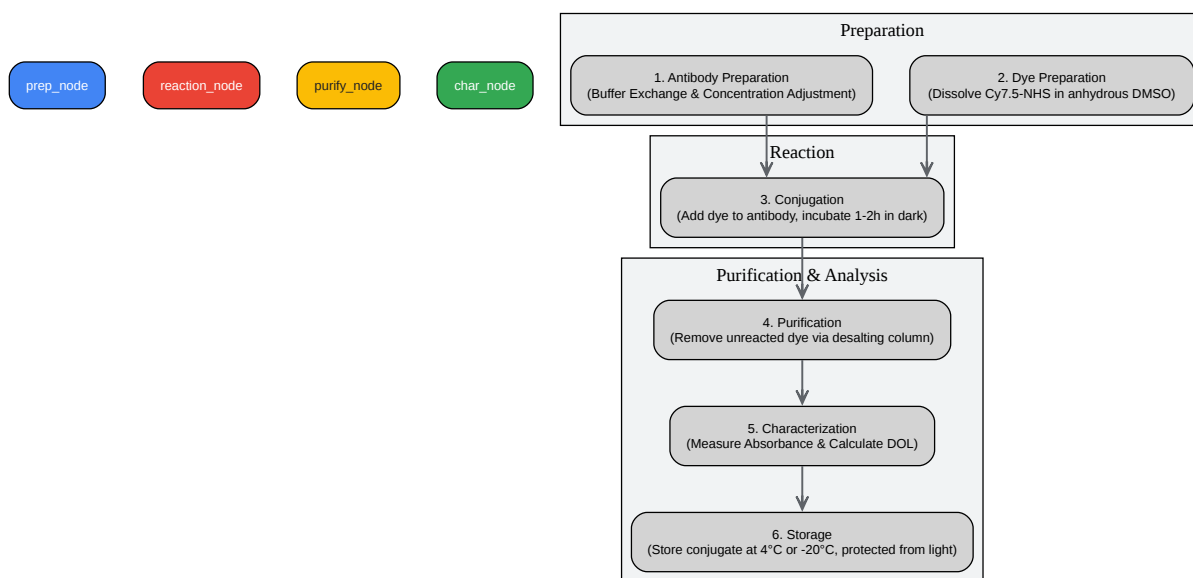 prep_node
reaction_node
purify_node
char_node
Preparation
1. Antibody Preparation
(Buffer Exchange & Concentration Adjustment)
2. Dye Preparation
(Dissolve Cy7.5-NHS in anhydrous DMSO)
Reaction
3. Conjugation
(Add dye to antibody, incubate 1-2h in dark)
Purification & Analysis
4. Purification
(Remove unreacted dye via desalting column)
5. Characterization
(Measure Absorbance & Calculate DOL)
6. Storage
(Store conjugate at 4°C or -20°C, protected from light)